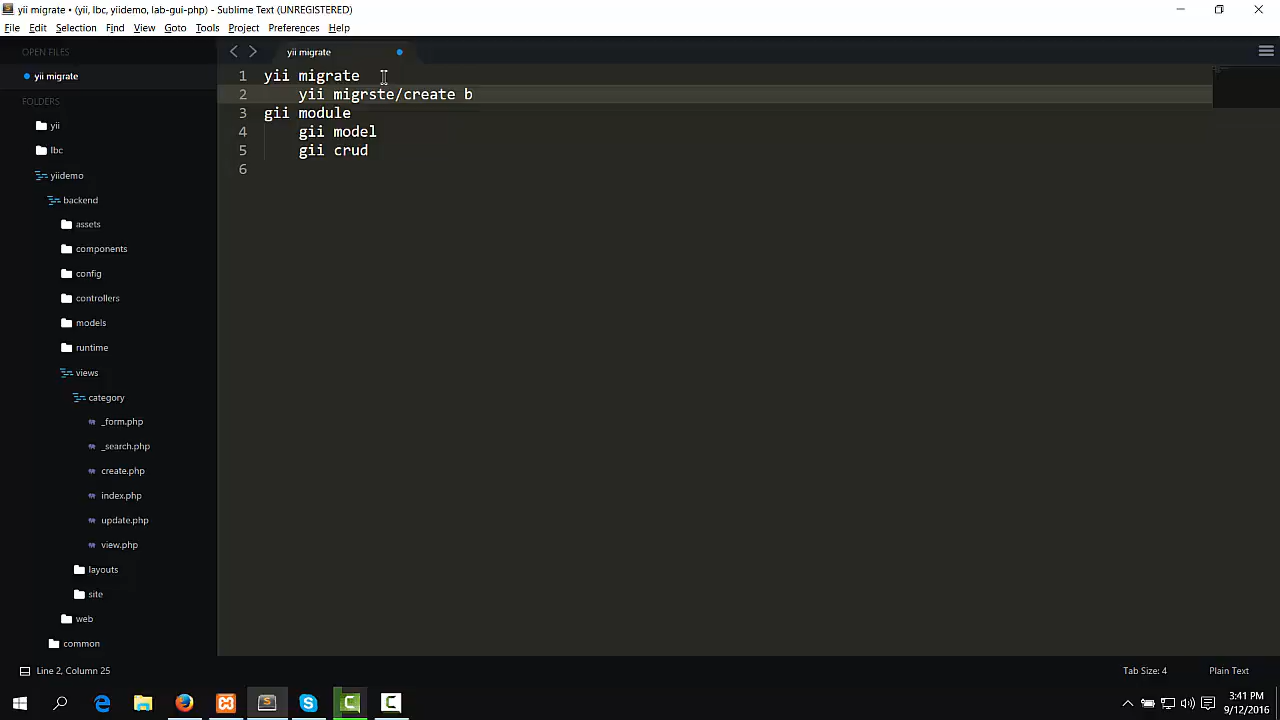 yii migrate • (yii, lbc, yiidemo, lab-gui-php) - Sublime Text (UNREGISTERED)
File Edit Selection Find View Goto Tools Project Preferences Help
OPEN FILES
yii migrate
yii migrate
FOLDERS
yii
lbc
yiidemo
backend
assets
components
config
controllers
models
runtime
views
category
_form.php
_search.php
create.php
index.php
update.php
view.php
layouts
site
web
common
1 yii migrate
2 yii migrste/create b
3 gii module
4 gii model
5 gii crud
6
Line 2, Column 25
Tab Size: 4
Plain Text
3:41 PM
9/12/2016